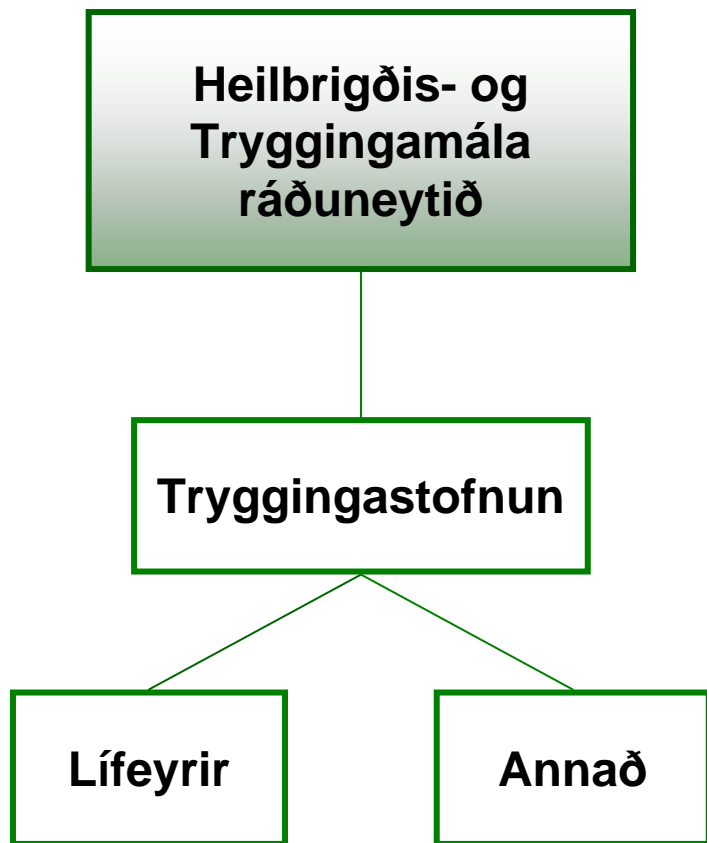 Heilbrigðis- og
Tryggingamála
ráðuneytið
Tryggingastofnun
Lífeyrir
Annað